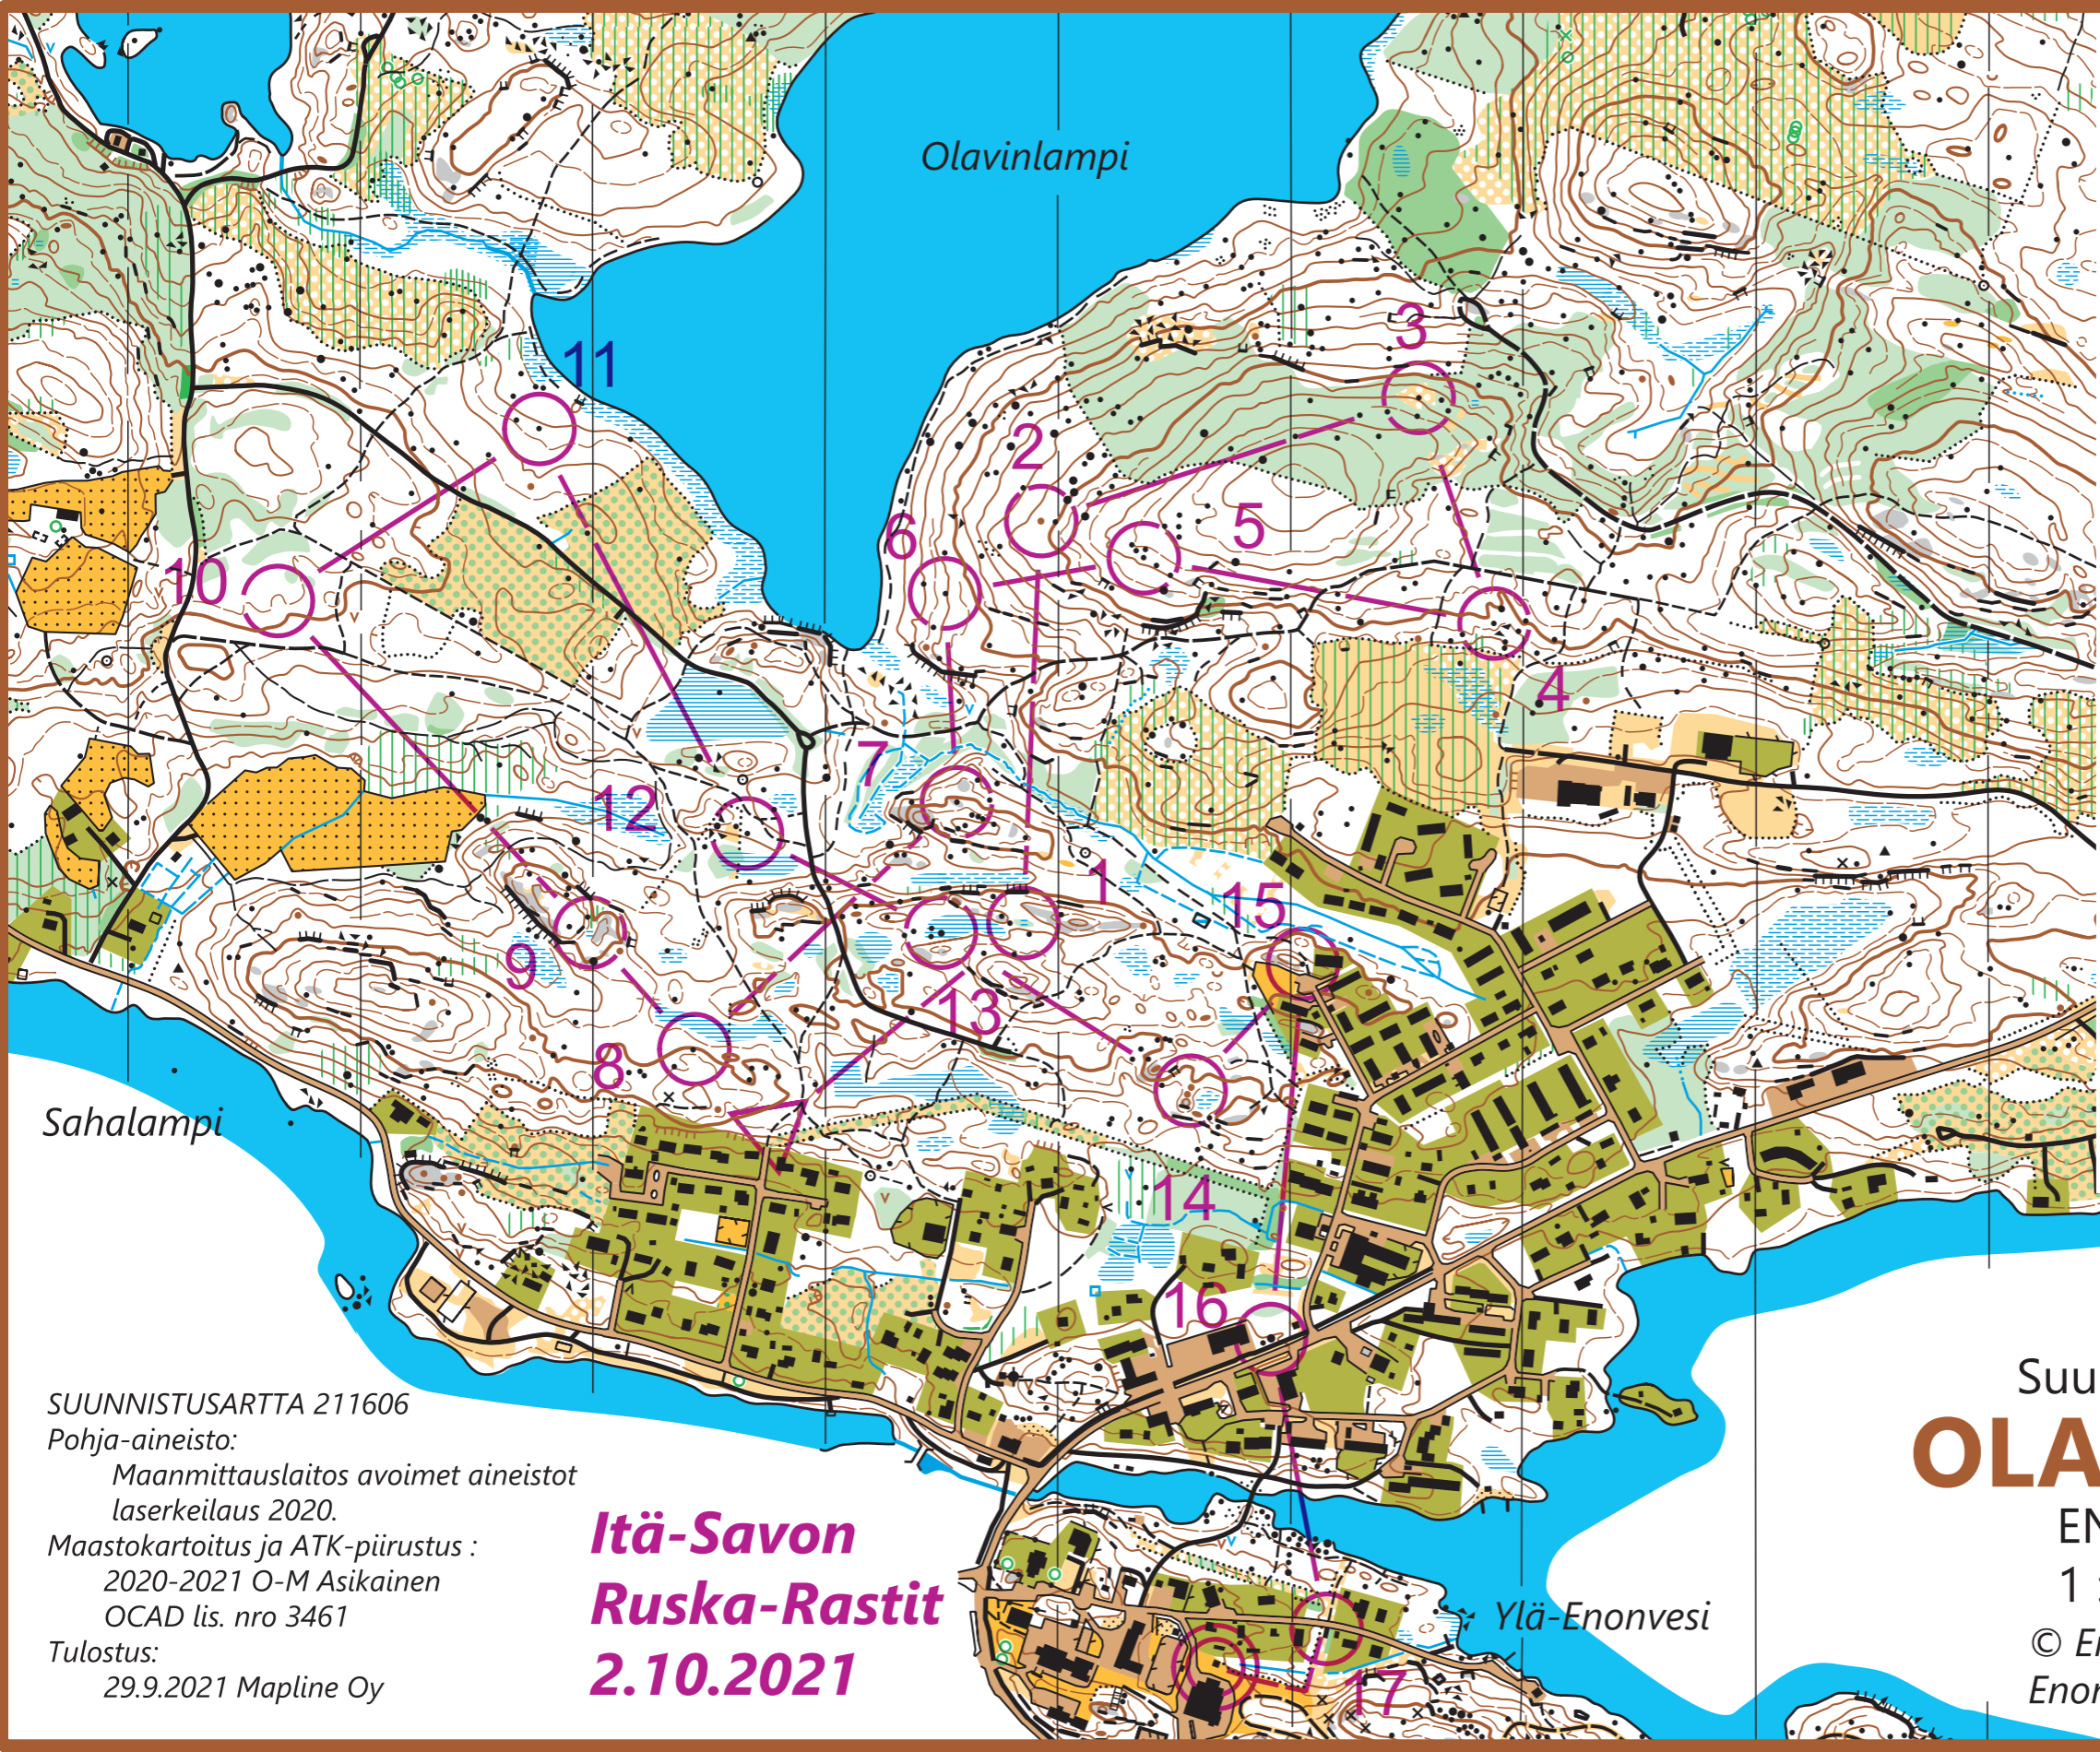 Olavinlampi
3
11
2
5
6
10
4
7
12
1
15
9
13
8
Sahalampi
14
16
SUUNNISTUSARTTA 211606
Pohja-aineisto:
Maanmittauslaitos avoimet aineistot
laserkeilaus 2020.
Maastokartoitus ja ATK-piirustus :
2020-2021 O-M Asikainen
OCAD lis. nro 3461
Tulostus:
29.9.2021 Mapline Oy
Itä-Savon
Ruska-Rastit
2.10.2021
Ylä-Enonvesi
17
Suu
OLA
EN
1 :
©
Enon